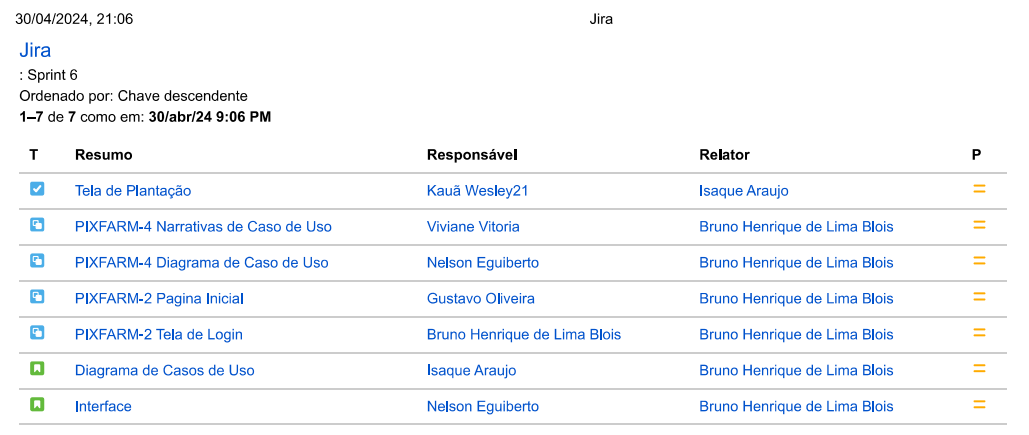 30/04/2024, 21:06 Jira
Jira
: Sprint 6
Ordenado por: Chave descendente
1–7 de 7 como em: 30/abr/24 9:06 PM
T Resumo Responsável Relator P
Tela de Plantação Kauã Wesley21 Isaque Araujo
PIXFARM-4 Narrativas de Caso de Uso Viviane Vitoria Bruno Henrique de Lima Blois
PIXFARM-4 Diagrama de Caso de Uso Nelson Eguiberto Bruno Henrique de Lima Blois
PIXFARM-2 Pagina Inicial Gustavo Oliveira Bruno Henrique de Lima Blois
PIXFARM-2 Tela de Login Bruno Henrique de Lima Blois Bruno Henrique de Lima Blois
Diagrama de Casos de Uso Isaque Araujo Bruno Henrique de Lima Blois
Interface Nelson Eguiberto Bruno Henrique de Lima Blois